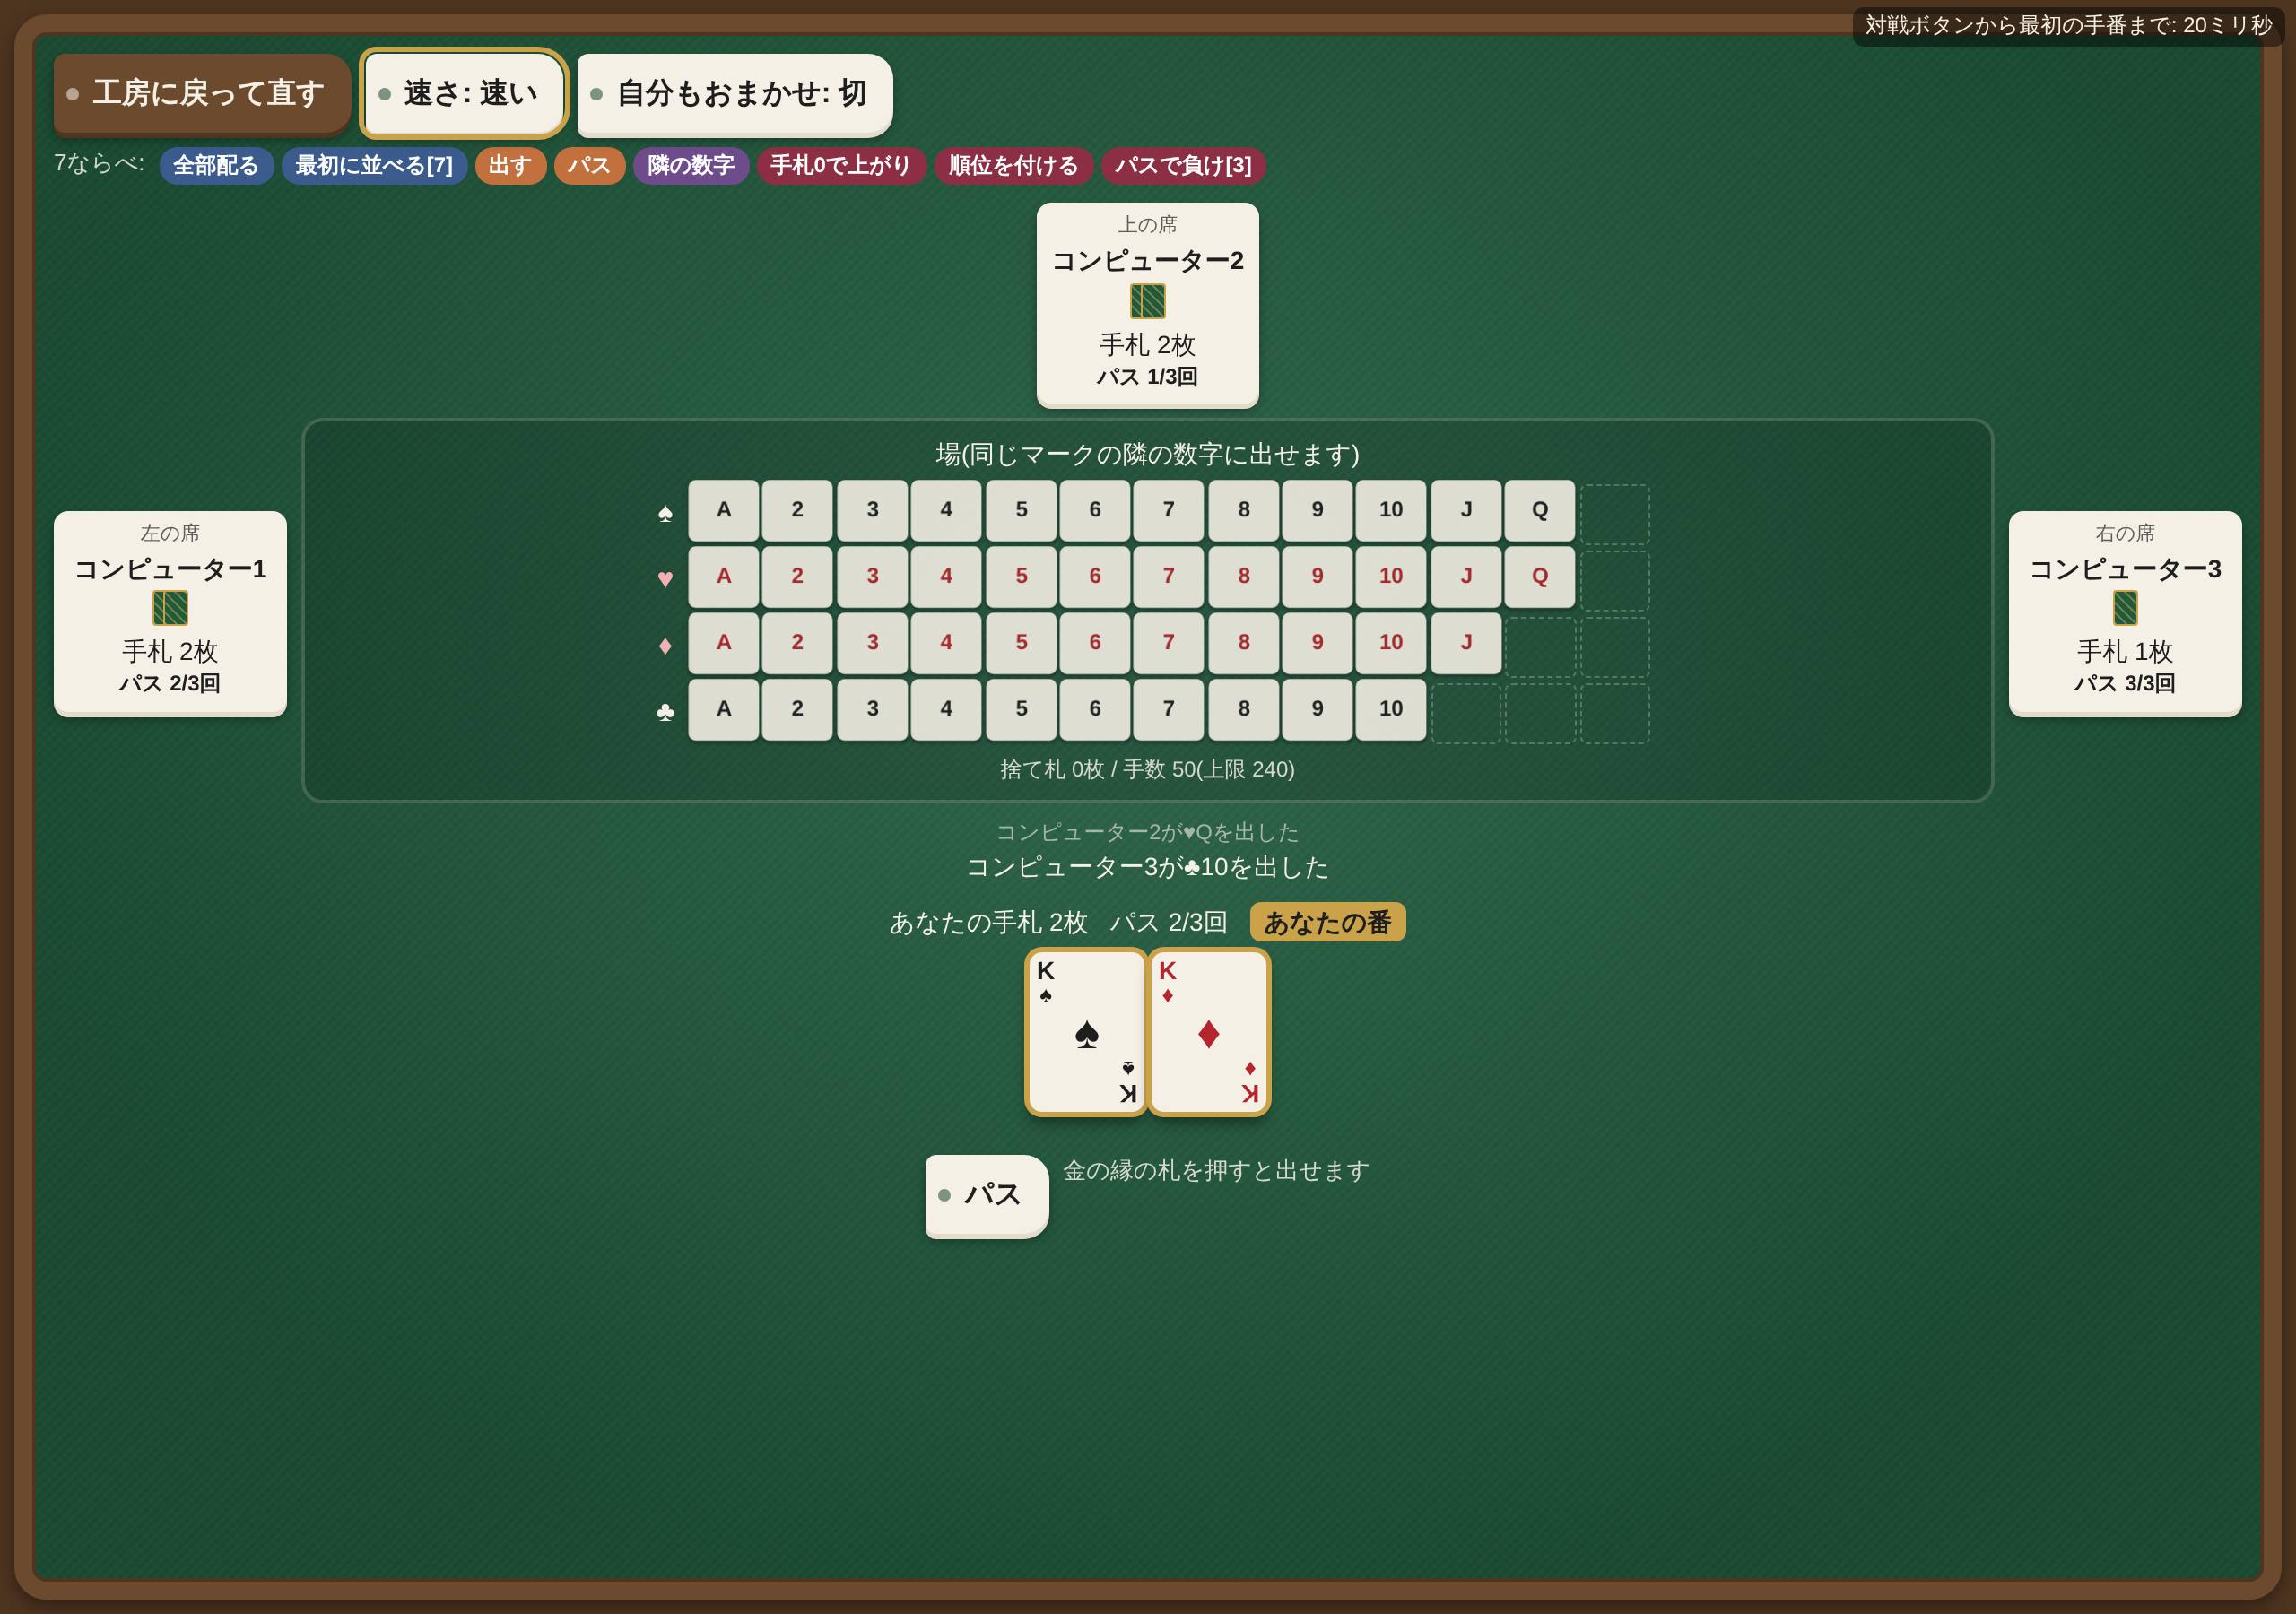 対戦ボタンから最初の手番まで: 20ミリ秒
工房に戻って直す 速さ: 速い 自分もおまかせ: 切
7ならべ: 全部配る 最初に並べる[7] 出す パス 隣の数字 手札0で上がり 順位を付ける パスで負け[3]
上の席
コンピューター2
手札 2枚
パス 1/3回
左の席
コンピューター1
手札 2枚
パス 2/3回
場(同じマークの隣の数字に出せます)
♠ A 2 3 4 5 6 7 8 9 10 J Q
♥ A 2 3 4 5 6 7 8 9 10 J Q
♦ A 2 3 4 5 6 7 8 9 10 J
♣ A 2 3 4 5 6 7 8 9 10
捨て札 0枚 / 手数 50(上限 240)
右の席
コンピューター3
手札 1枚
パス 3/3回
コンピューター2が♥Qを出した
コンピューター3が♣10を出した
あなたの手札 2枚 パス 2/3回 あなたの番
K♠ ♠ K♠
K♦ ♦ K♦
パス 金の縁の札を押すと出せます